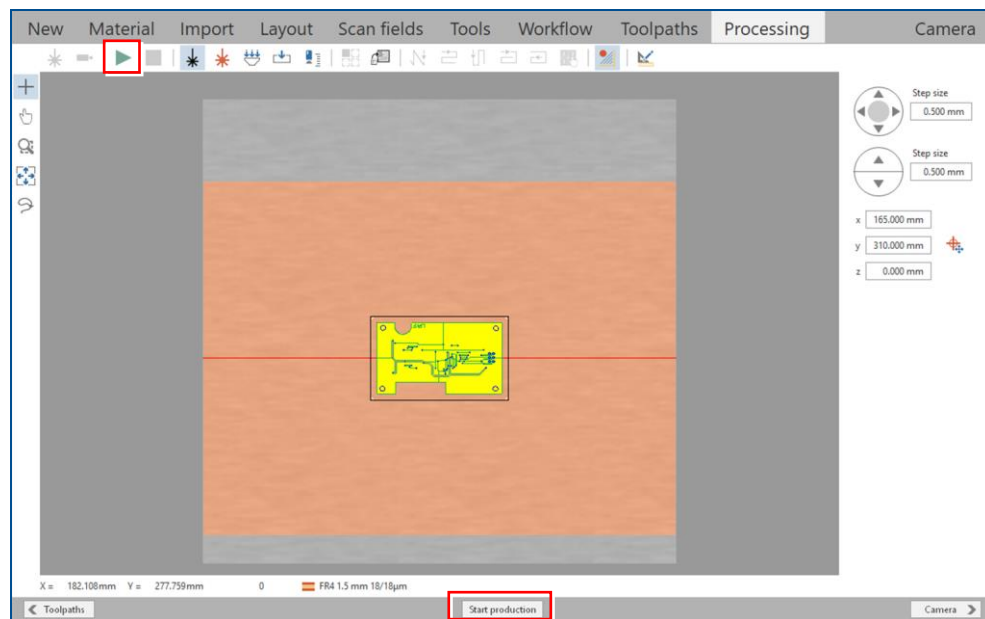 New Material Import Layout Scan fields Tools Workflow Toolpaths Processing Camera
Step size
0.500 mm
Step size
0.500 mm
x 165.000 mm
y 310.000 mm
z 0.000 mm
X = 182.108mm Y = 277.759mm 0 FR4 1.5 mm 18/18µm
Toolpaths Start production Camera